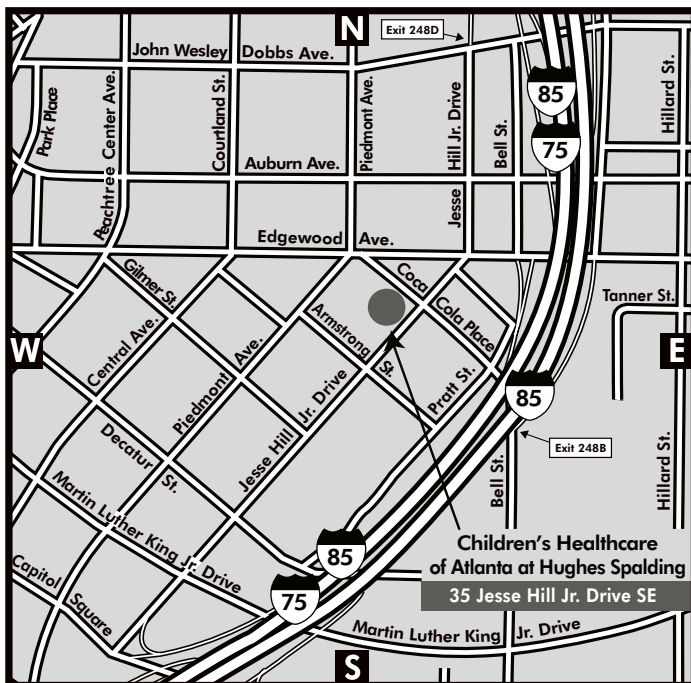 N
Exit 248D
John Wesley Dobbs Ave.
85
75
Park Place
Peachtree Center Ave.
Courtland St.
Piedmont Ave.
Hill Jr. Drive
Jesse
Bell St.
Hillard St.
Auburn Ave.
Edgewood Ave.
Gilmer St.
Coca Cola Place
Tanner St.
Armstrong St.
W
E
Central Ave.
Piedmont Ave.
Jesse Hill Jr. Drive
Pratt St.
85
Decatur St.
Exit 248B
Bell St.
Hillard St.
Martin Luther King Jr. Drive
Children's Healthcare
of Atlanta at Hughes Spalding
35 Jesse Hill Jr. Drive SE
85
75
Capitol Square
Martin Luther King Jr. Drive
S